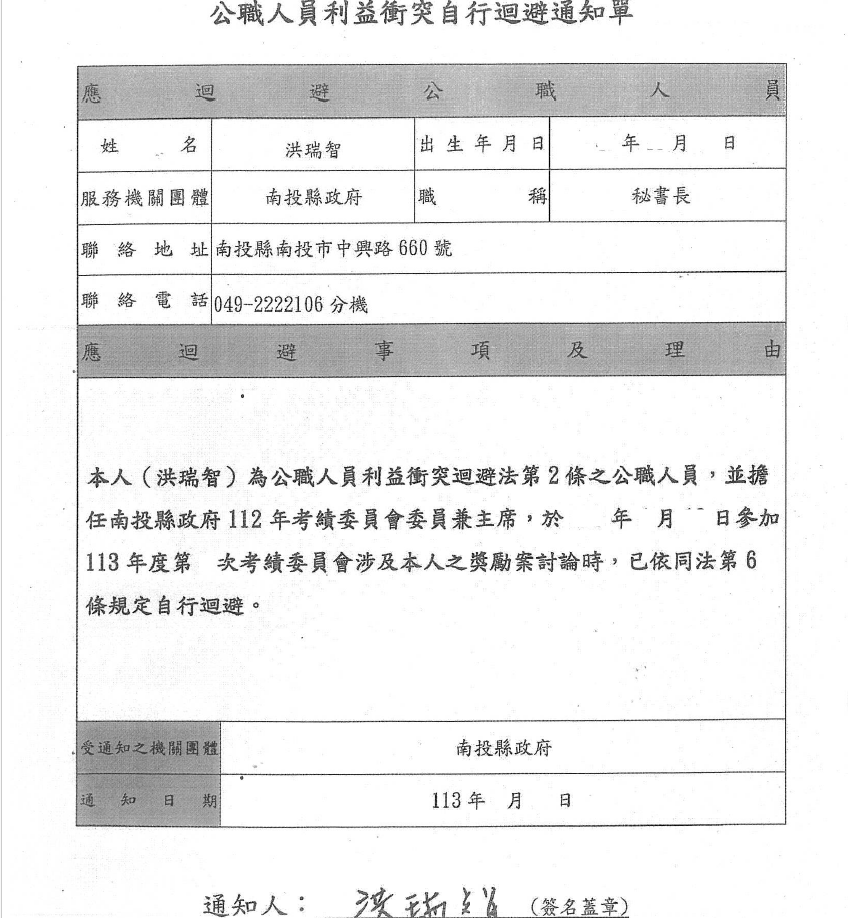 公職人員利益衝突自行迴避通知單
應迴避公職人員
姓名 洪瑞智 出生年月日 年 月 日
服務機關團體 南投縣政府 職稱 秘書長
聯絡地址 南投縣南投市中興路 660 號
聯絡電話 049-2222106 分機
應迴避事項及理由
本人(洪瑞智)為公職人員利益衝突迴避法第 2 條之公職人員，並擔
任南投縣政府 112 年考績委員會委員兼主席，於 年 月 日參加
113 年度第 次考績委員會涉及本人之獎勵案討論時，已依同法第 6
條規定自行迴避。
受通知之機關團體 南投縣政府
通知日期 113 年 月 日
通知人： 洪瑞智 (簽名蓋章)